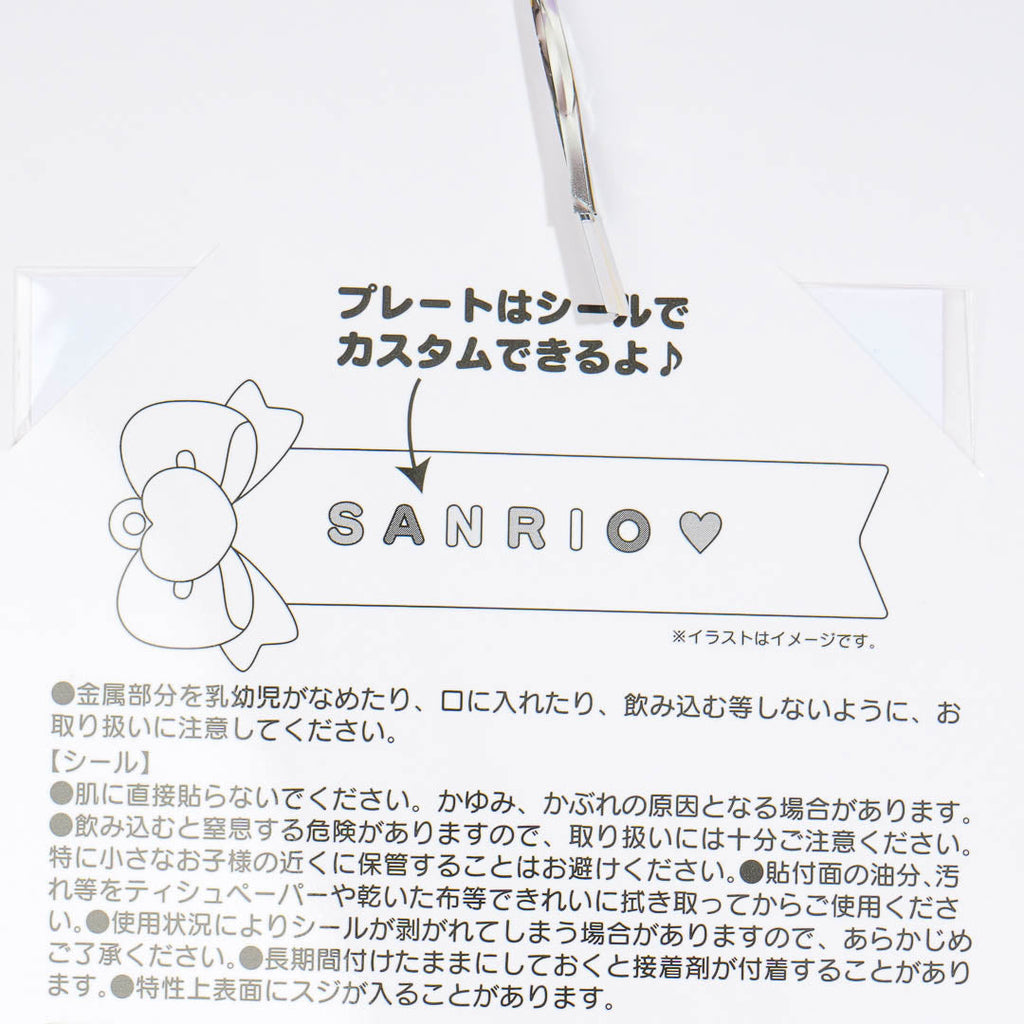 プレートはシールで
カスタムできるよ♪
SANRIO♥
※イラストはイメージです。
●金属部分を乳幼児がなめたり、口に入れたり、飲み込む等しないように、お
取り扱いに注意してください。
【シール】
●肌に直接貼らないでください。かゆみ、かぶれの原因となる場合があります。
●飲み込むと窒息する危険がありますので、取り扱いには十分ご注意ください。
特に小さなお子様の近くに保管することはお避けください。●貼付面の油分、汚
れ等をティシュペーパーや乾いた布等できれいに拭き取ってからご使用くださ
い。●使用状況によりシールが剥がれてしまう場合がありますので、あらかじめ
ご了承ください。●長期間付けたままにしておくと接着剤が付着することがあり
ます。●特性上表面にスジが入ることがあります。